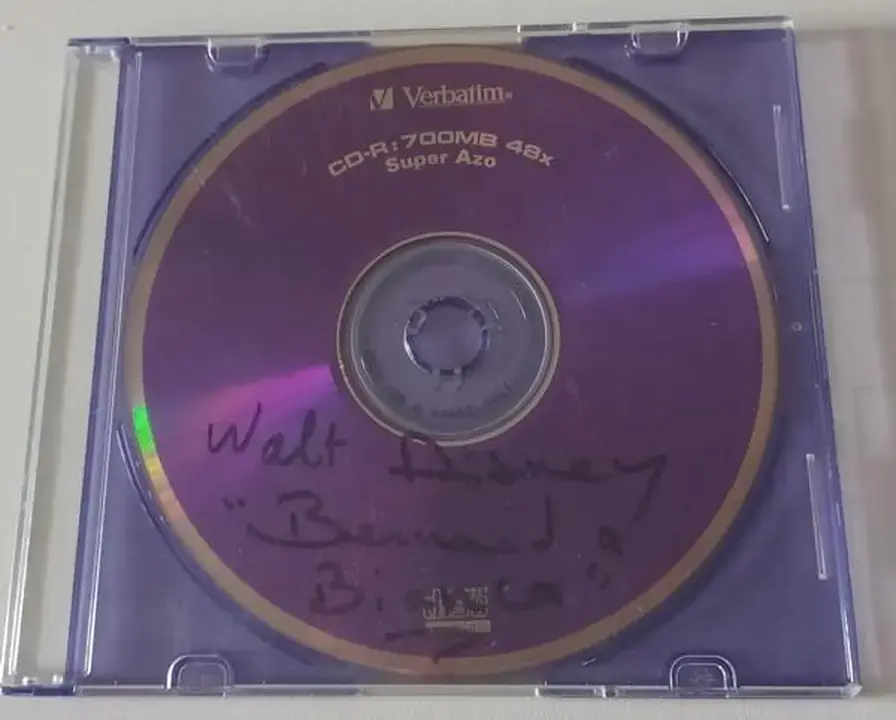 Verbatim
CD-R: 700MB 48x
Super Azo
Walt Disney
"Bernard &
Bianca"